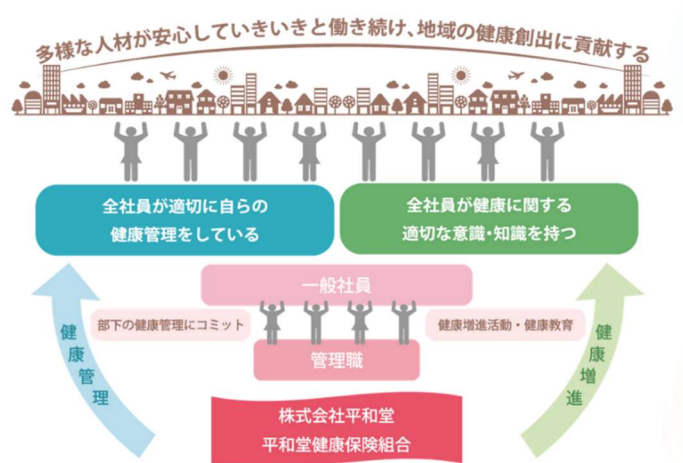 多様な人材が安心していきいきと働き続け、地域の健康創出に貢献する
全社員が適切に自らの
健康管理をしている
全社員が健康に関する
適切な意識・知識を持つ
一般社員
部下の健康管理にコミット
健康増進活動・健康教育
管理職
健康管理
健康増進
株式会社平和堂
平和堂健康保険組合